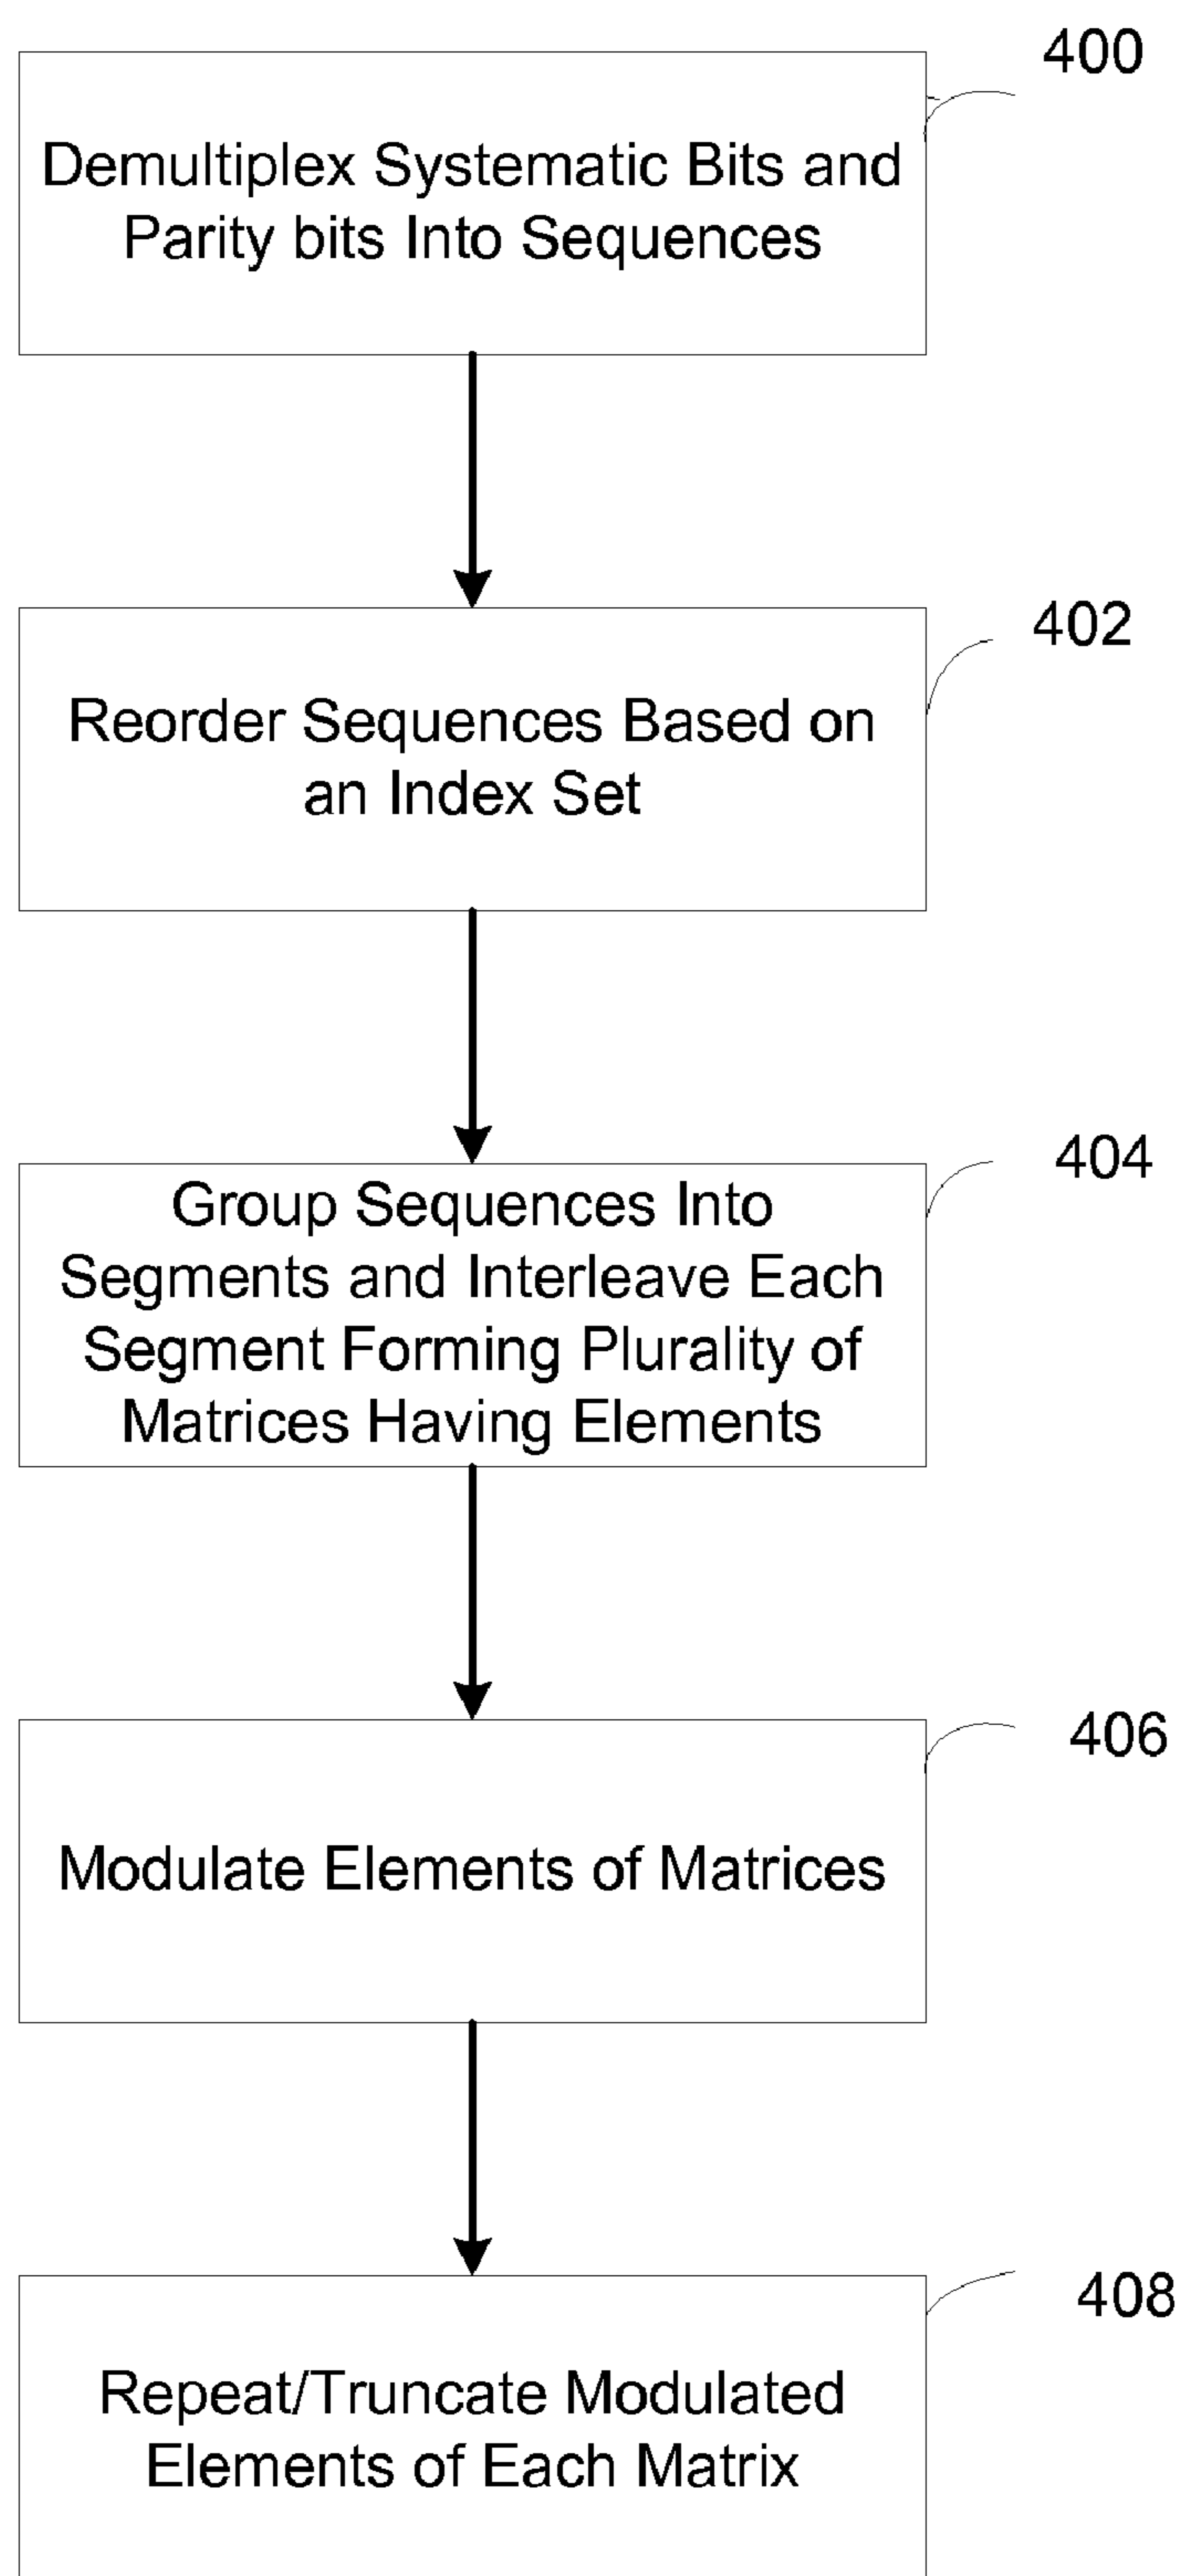 400
Demultiplex Systematic Bits and
Parity bits Into Sequences
402
Reorder Sequences Based on
an Index Set
404
Group Sequences Into
Segments and Interleave Each
Segment Forming Plurality of
Matrices Having Elements
406
Modulate Elements of Matrices
408
Repeat/Truncate Modulated
Elements of Each Matrix